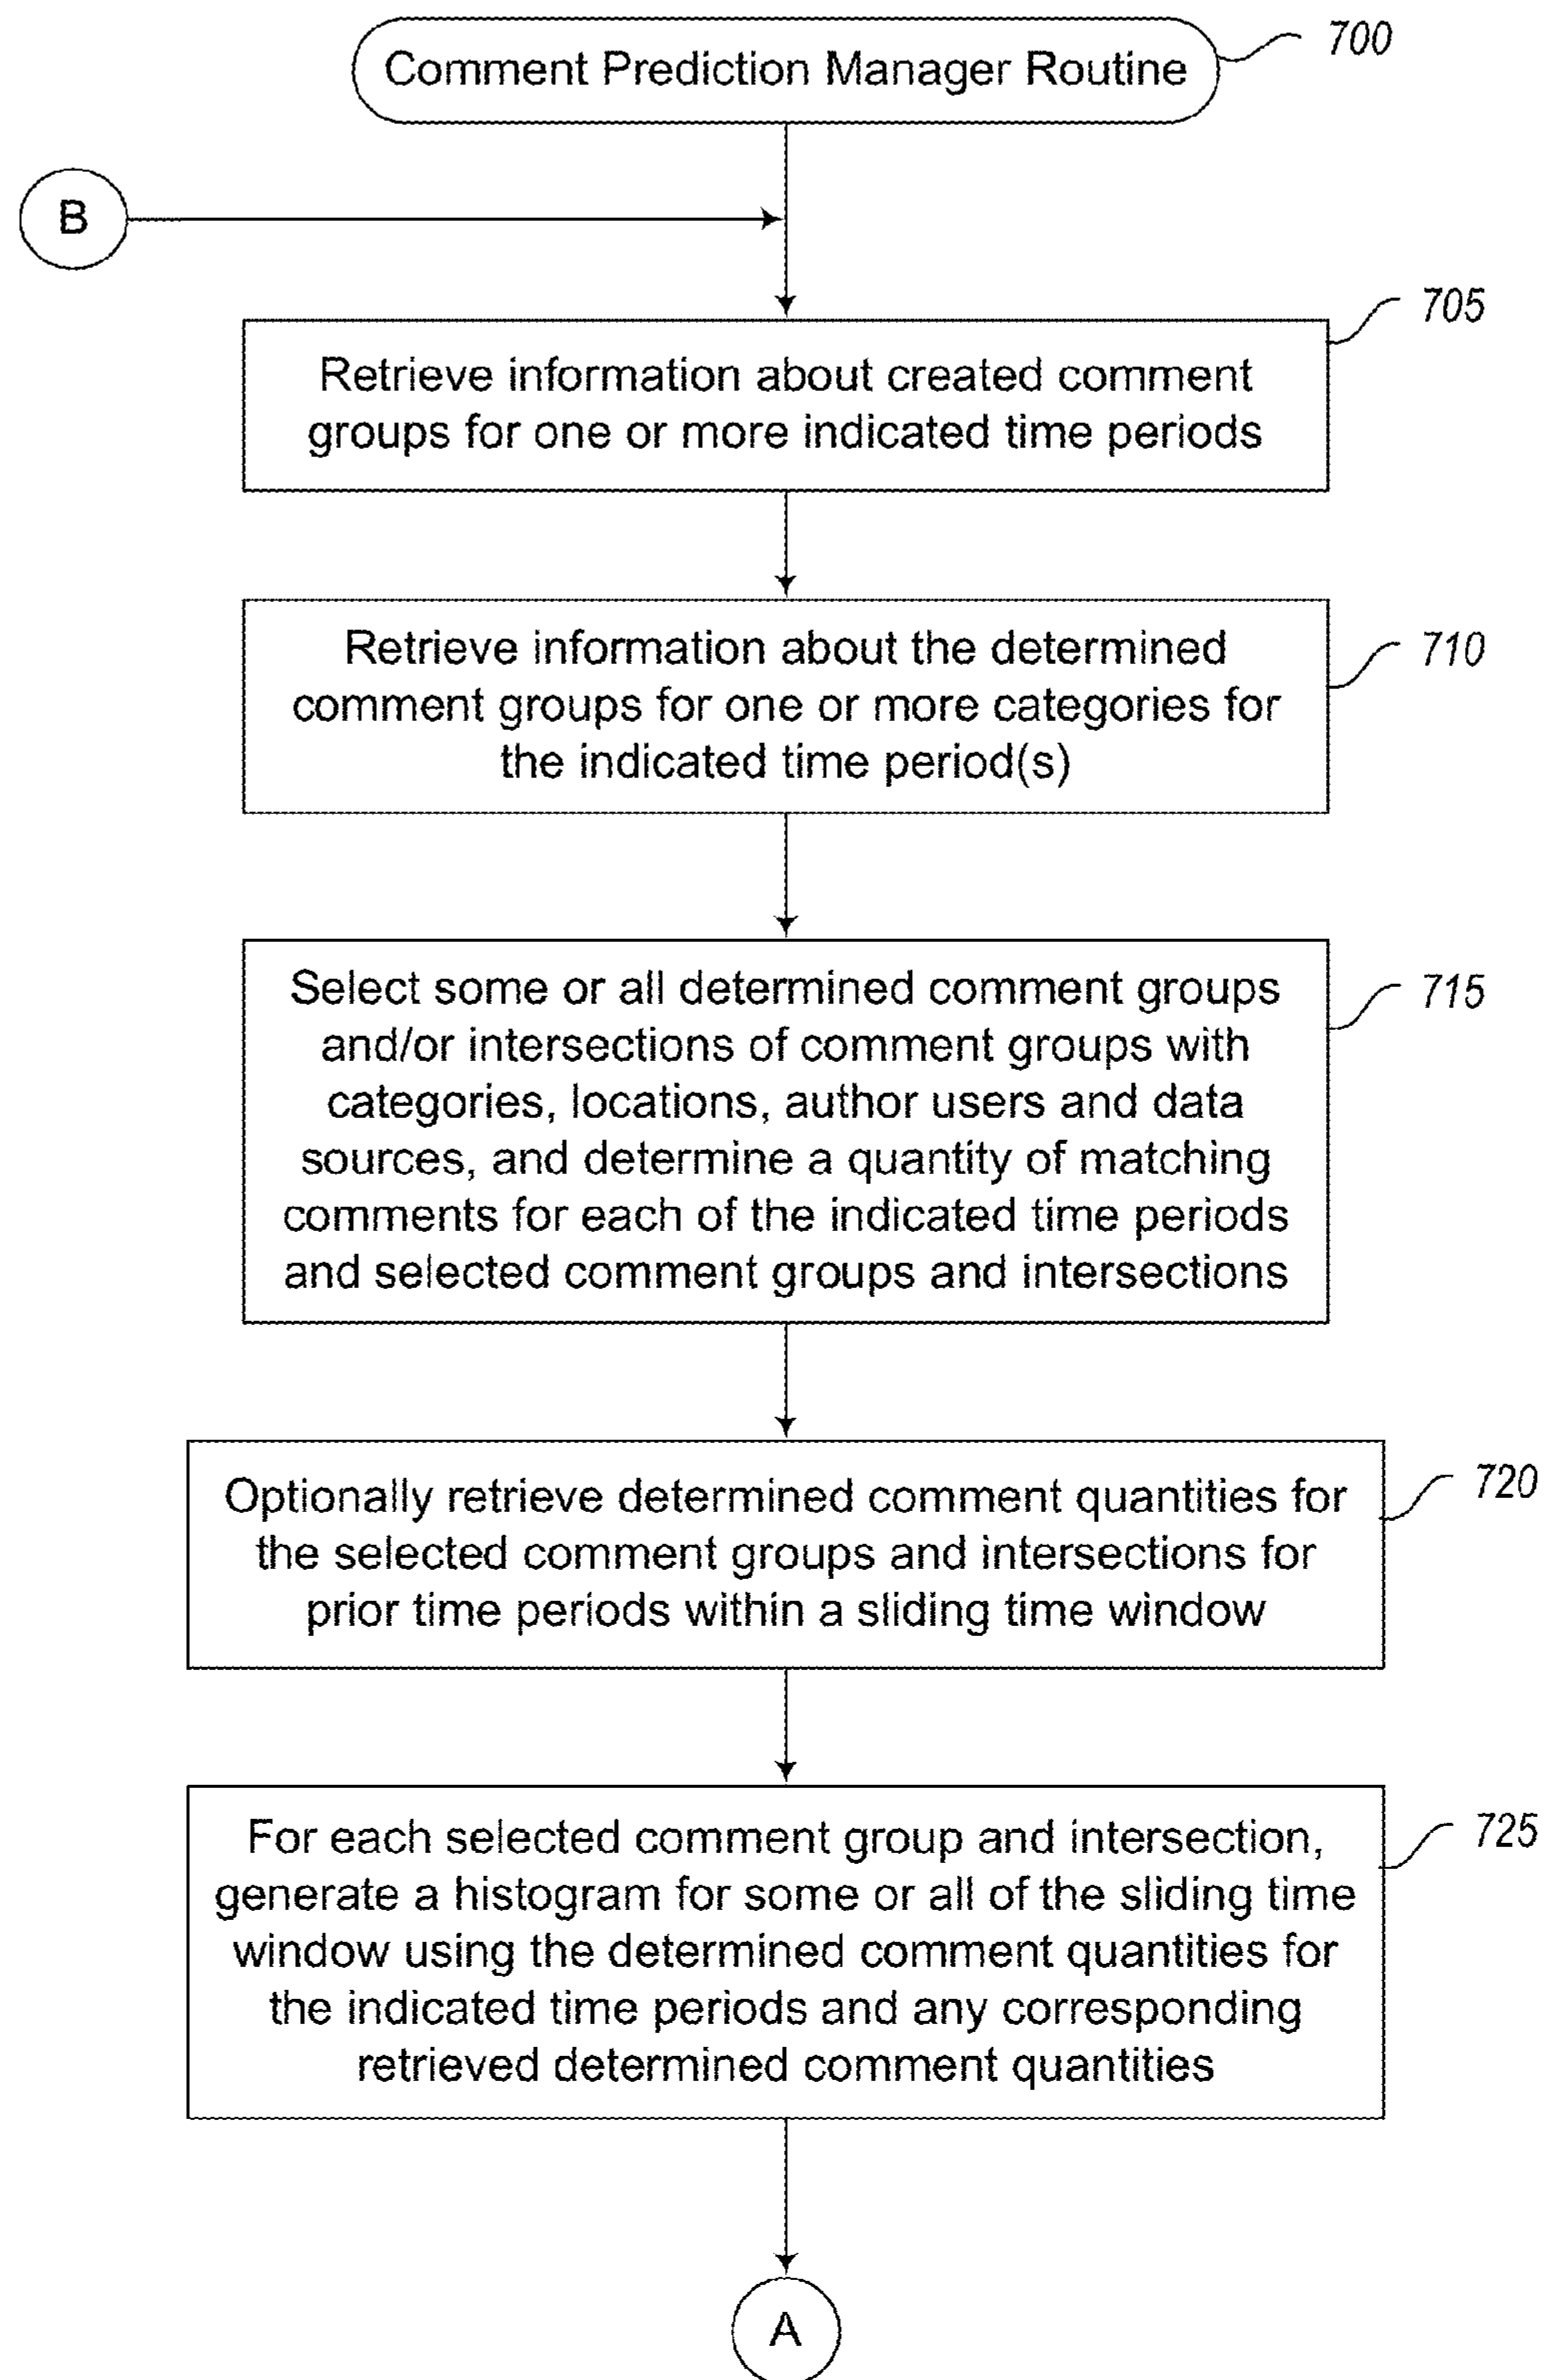 Comment Prediction Manager Routine
700
B
705
Retrieve information about created comment
groups for one or more indicated time periods
710
Retrieve information about the determined
comment groups for one or more categories for
the indicated time period(s)
715
Select some or all determined comment groups
and/or intersections of comment groups with
categories, locations, author users and data
sources, and determine a quantity of matching
comments for each of the indicated time periods
and selected comment groups and intersections
720
Optionally retrieve determined comment quantities for
the selected comment groups and intersections for
prior time periods within a sliding time window
725
For each selected comment group and intersection,
generate a histogram for some or all of the sliding time
window using the determined comment quantities for
the indicated time periods and any corresponding
retrieved determined comment quantities
A